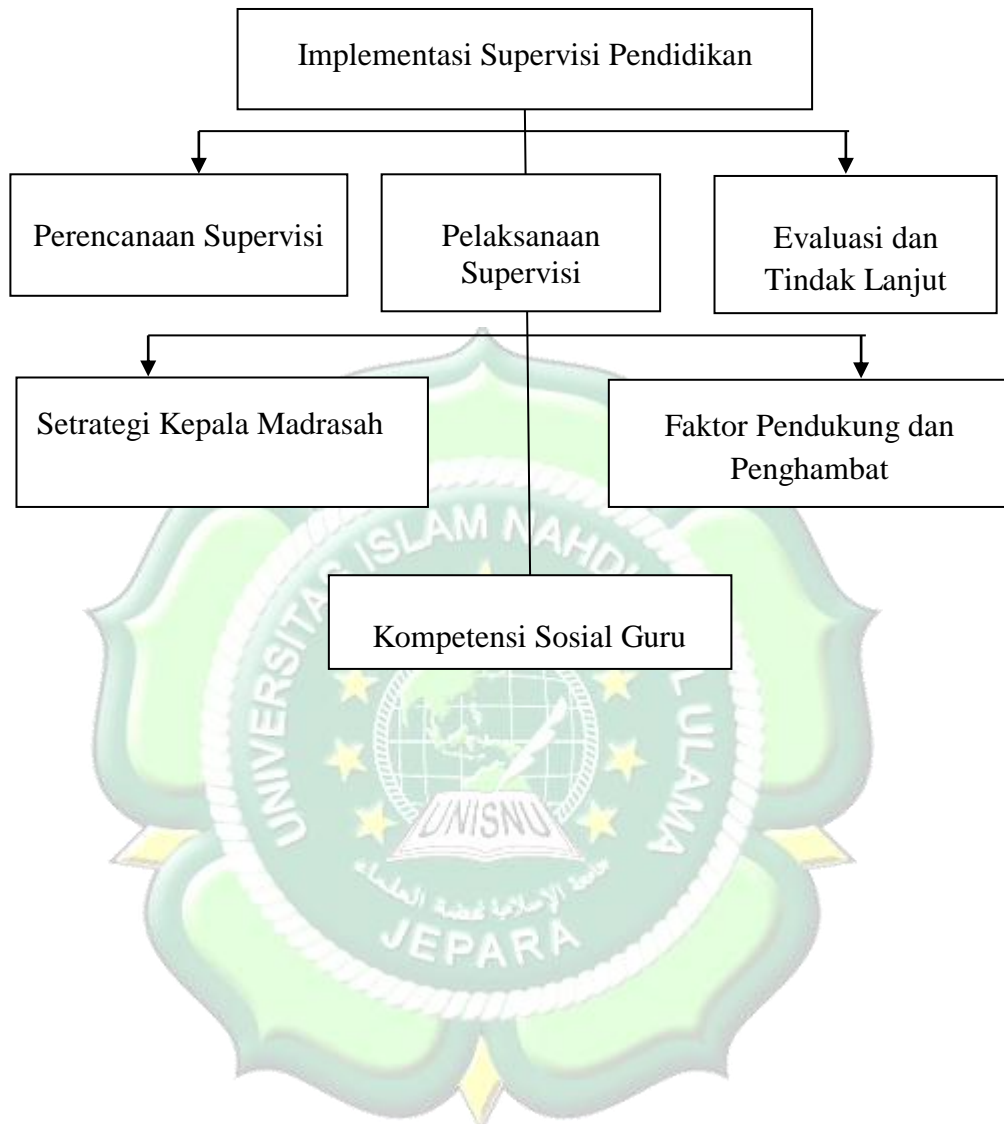 Implementasi Supervisi Pendidikan
Perencanaan Supervisi
Pelaksanaan
Supervisi
Evaluasi dan
Tindak Lanjut
Setrategi Kepala Madrasah
Faktor Pendukung dan
Penghambat
Kompetensi Sosial Guru
UNIVERSITAS ISLAM NAHD
L ULAMA
UNISNU
JEPARA